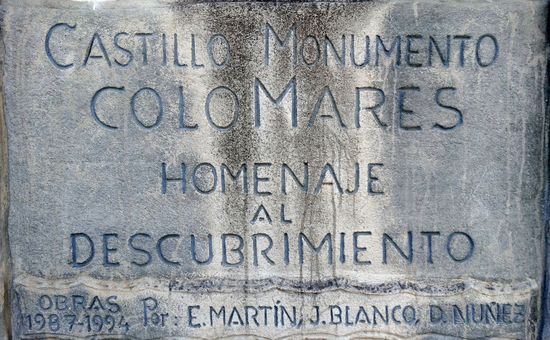 CASTILLO MONUMENTO
COLOMARES
HOMENAJE
AL
DESCUBRIMIENTO
OBRAS Por: E. MARTÍN, J. BLANCO, D. NUÑEZ
1987-1994